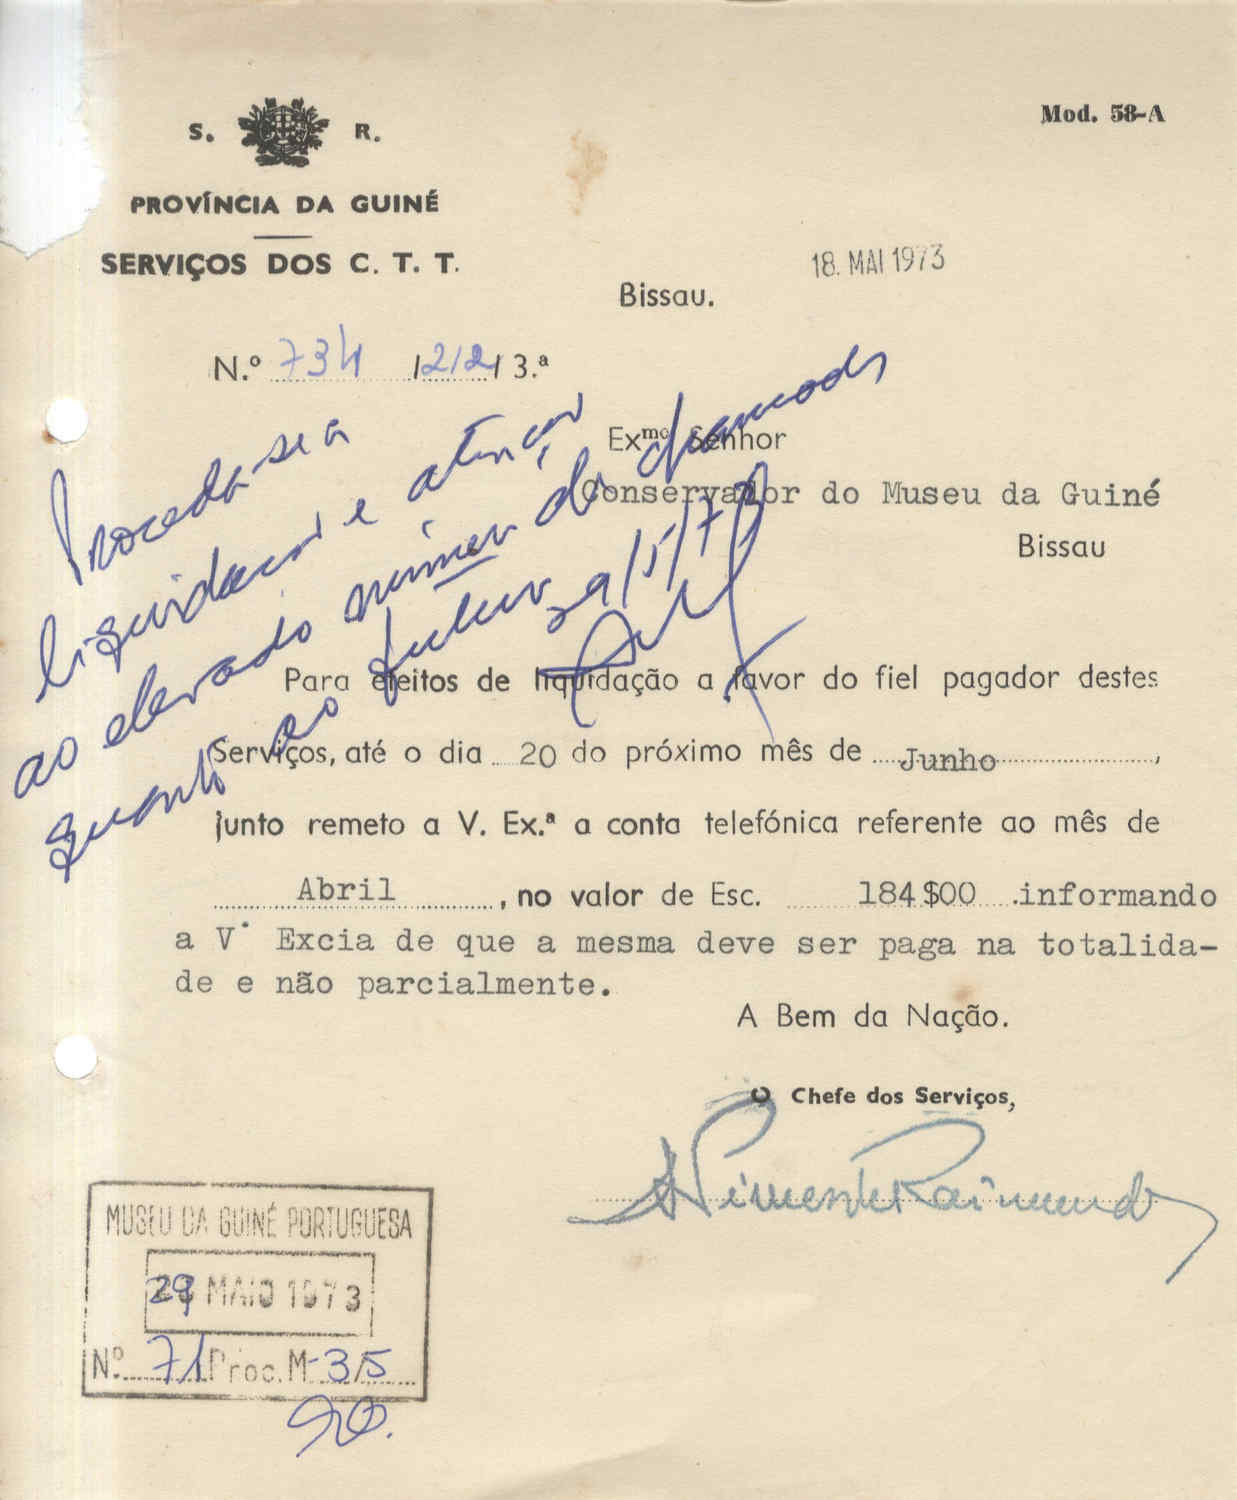 Mod. 58-A
S. R.
PROVÍNCIA DA GUINÉ
SERVIÇOS DOS C. T. T.
18. MAI 1973
Bissau.
N.º 734 /2/2/3.ª
Exmo Senhor
Conservador do Museu da Guiné
Bissau
Proceda-se a
liquidação e atenção
ao elevado número de chamadas
quanto ao futuro 29/5/73
Para efeitos de liquidação a favor do fiel pagador destes
Serviços, até o dia 20 do próximo mês de Junho,
junto remeto a V. Ex.ª a conta telefónica referente ao mês de
Abril, no valor de Esc. 184$00 .informando
a V. Excia de que a mesma deve ser paga na totalida-
de e não parcialmente.
A Bem da Nação.
O Chefe dos Serviços,
Raimundo
MUSEU DA GUINÉ PORTUGUESA
29 MAIO 1973
N.º 71 Proc. M-3/5